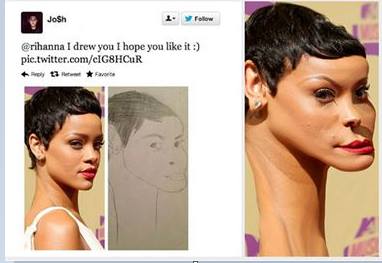 Jo$h
Follow
@rihanna I drew you I hope you like it :)
pic.twitter.com/cIG8HCuR
Reply Retweet Favorite